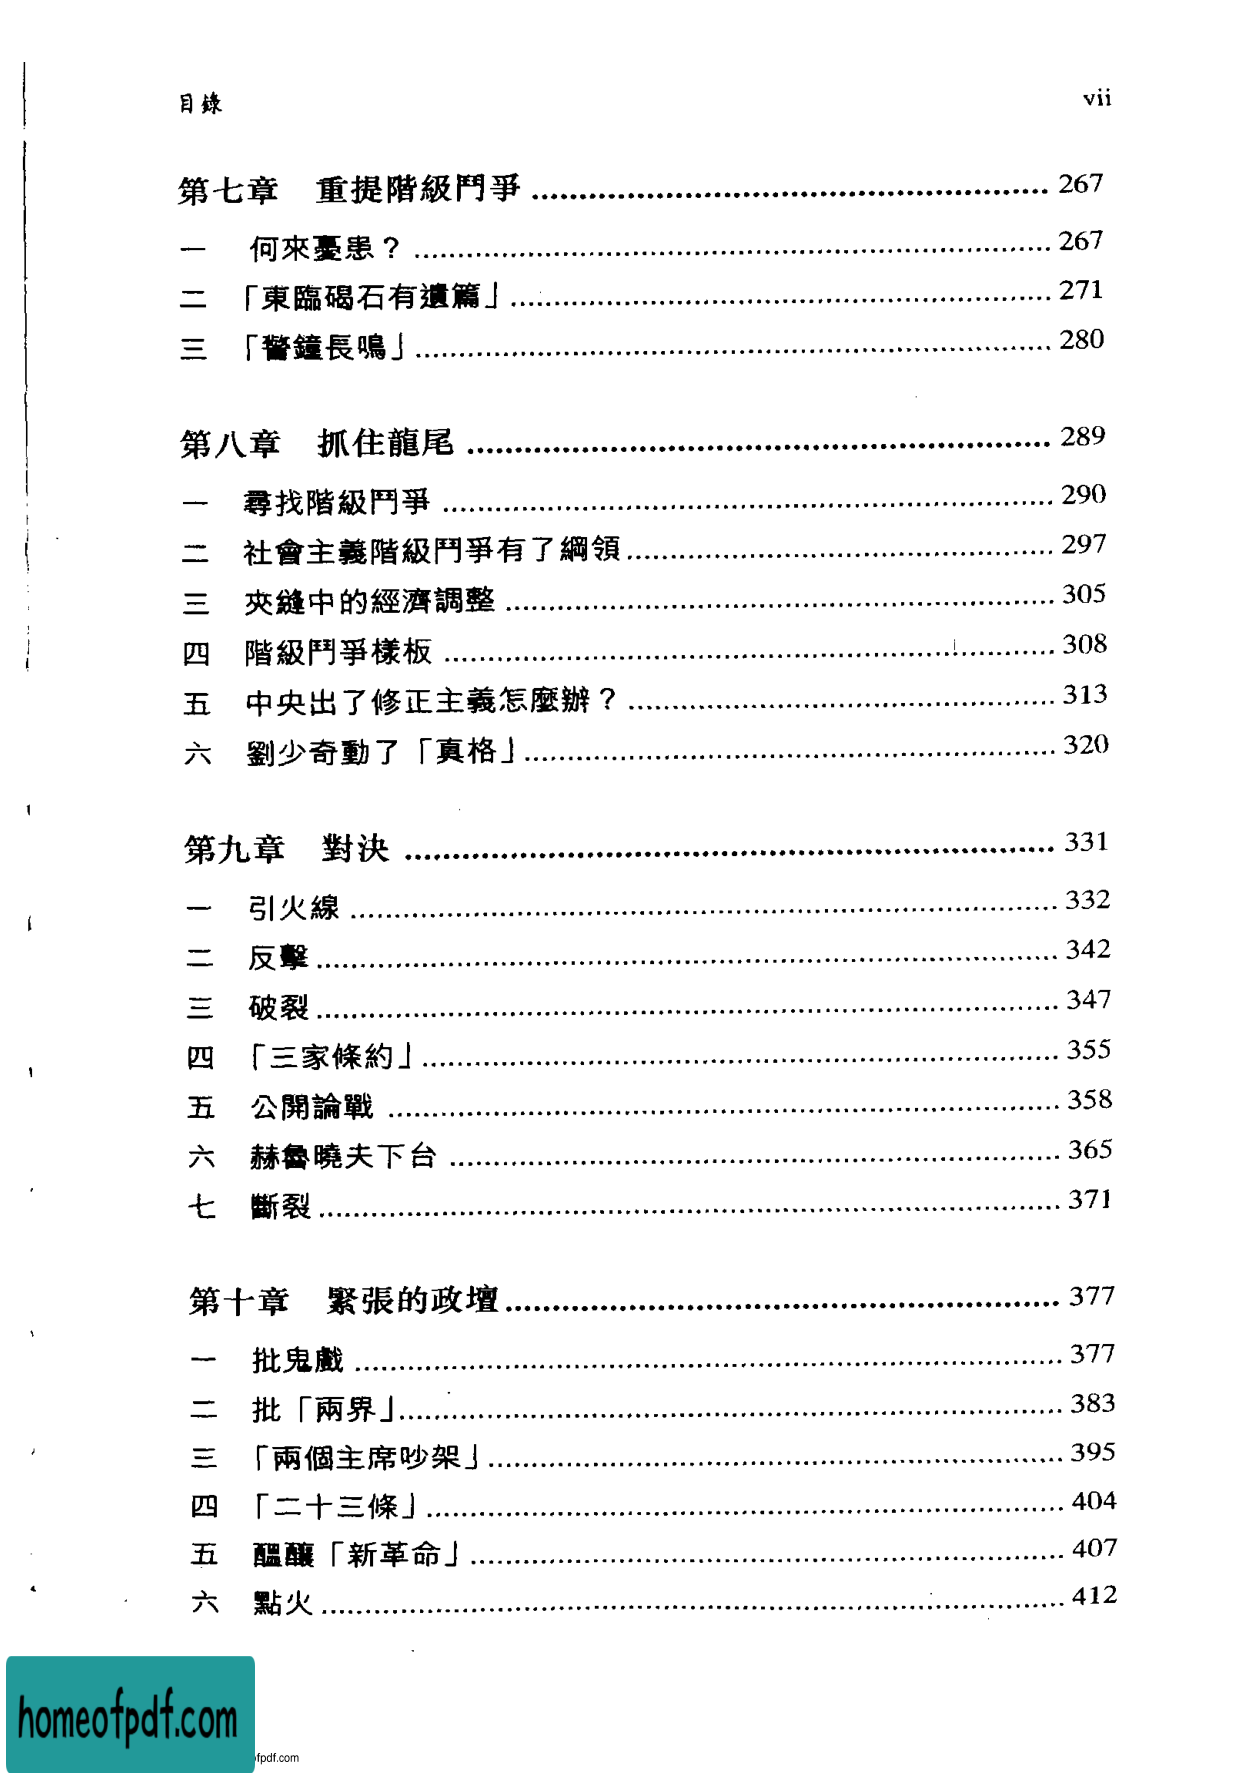 目錄 vii
第七章 重提階級鬥爭 267
一 何來憂患？ 267
二 「東臨碣石有遺篇」 271
三 「警鐘長鳴」 280
第八章 抓住龍尾 289
一 尋找階級鬥爭 290
二 社會主義階級鬥爭有了綱領 297
三 夾縫中的經濟調整 305
四 階級鬥爭樣板 308
五 中央出了修正主義怎麼辦？ 313
六 劉少奇動了「真格」 320
第九章 對決 331
一 引火線 332
二 反擊 342
三 破裂 347
四 「三家條約」 355
五 公開論戰 358
六 赫魯曉夫下台 365
七 斷裂 371
第十章 緊張的政壇 377
一 批鬼戲 377
二 批「兩界」 383
三 「兩個主席吵架」 395
四 「二十三條」 404
五 醞釀「新革命」 407
六 點火 412
homeofpdf.com
ofpdf.com